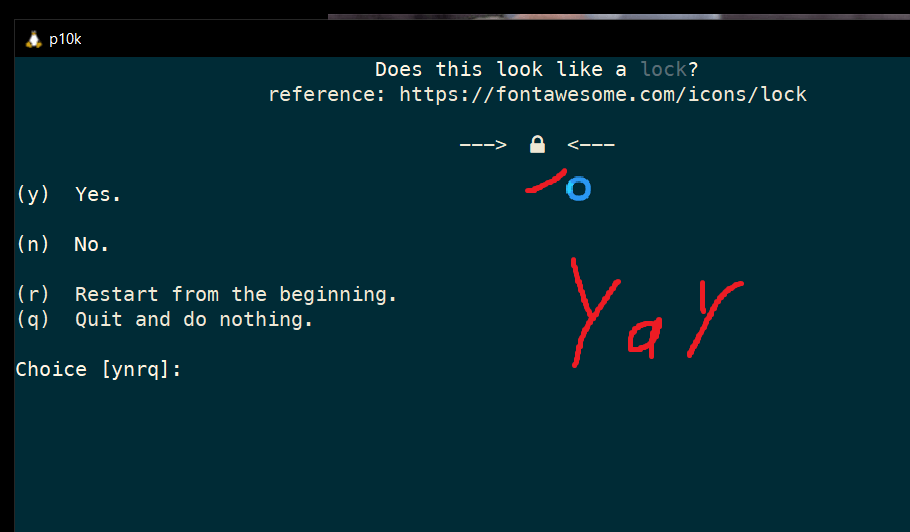 p10k
Does this look like a lock?
reference: https://fontawesome.com/icons/lock
---> <---
(y) Yes.
(n) No.
(r) Restart from the beginning.
(q) Quit and do nothing.
Choice [ynrq]:
Yay